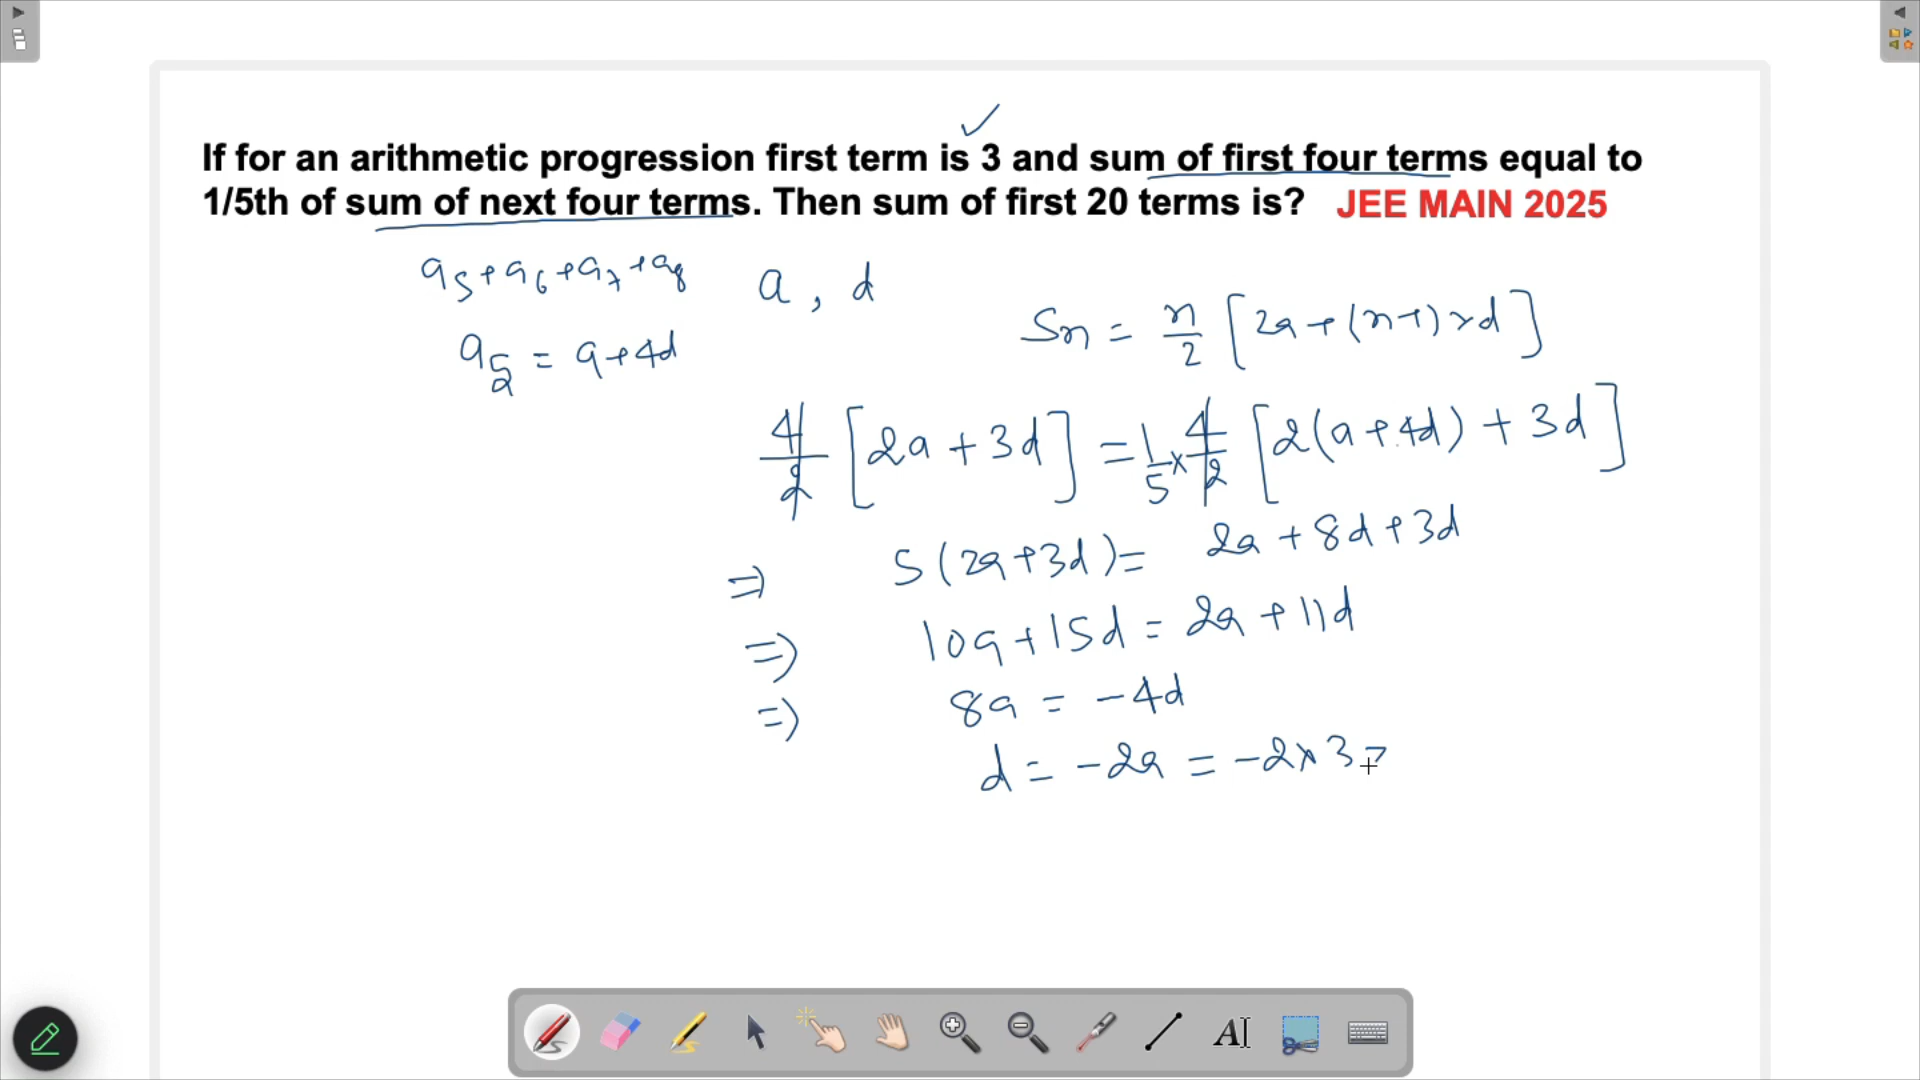 If for an arithmetic progression first term is 3 and sum of first four terms equal to
1/5th of sum of next four terms. Then sum of first 20 terms is? JEE MAIN 2025
a₅+a₆+a₇+a₈ a, d
Sn = n/2 [2a+(n-1)×d]
a₅ = a+4d
4/2 [2a+3d] = 1/5 × 4/2 [2(a+4d)+3d]
⇒ 5(2a+3d) = 2a+8d+3d
⇒ 10a+15d = 2a+11d
⇒ 8a = -4d
d = -2a = -2×3
AI